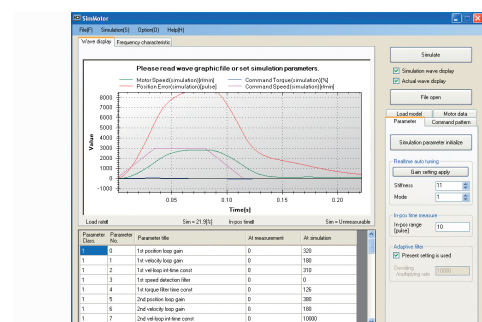 SimMotor
File(F) Simulation(S) Option(O) Help(H)
Wave display Frequency characteristic
Please read wave graphic file or set simulation parameters.
Motor Speed(simulation)[r/min] Command Torque(simulation)[%]
Position Error(simulation)[pulse] Command Speed(simulation)[r/min]
Value
8000
7000
6000
5000
4000
3000
2000
1000
0
-1000
0.05 0.10 0.15 0.20
Time[s]
Sim = 21.9[%] Sim = Unmeasurable
Parameter Class. Parameter No. Parameter title At measurement At simulation
1 0 1st position loop gain 0 320
1 1 1st velocity loop gain 0 180
1 2 1st vel-loop int-time const 0 310
1 3 1st speed detection filter 0 0
1 4 1st torque filter time const 0 126
1 5 2nd position loop gain 0 380
1 6 2nd velocity loop gain 0 180
1 7 2nd vel-loop int time const 0 10000
Simulate
Simulation wave display
Actual wave display
File open
Load model Motor data
Parameter Command pattern
Simulation parameter initialize
Realtime auto tuning
Gain setting apply
Stiffness 11
Mode 1
In-pos time measure
In-pos range
[pulse] 10
Adaptive filter
Present setting is used
10000